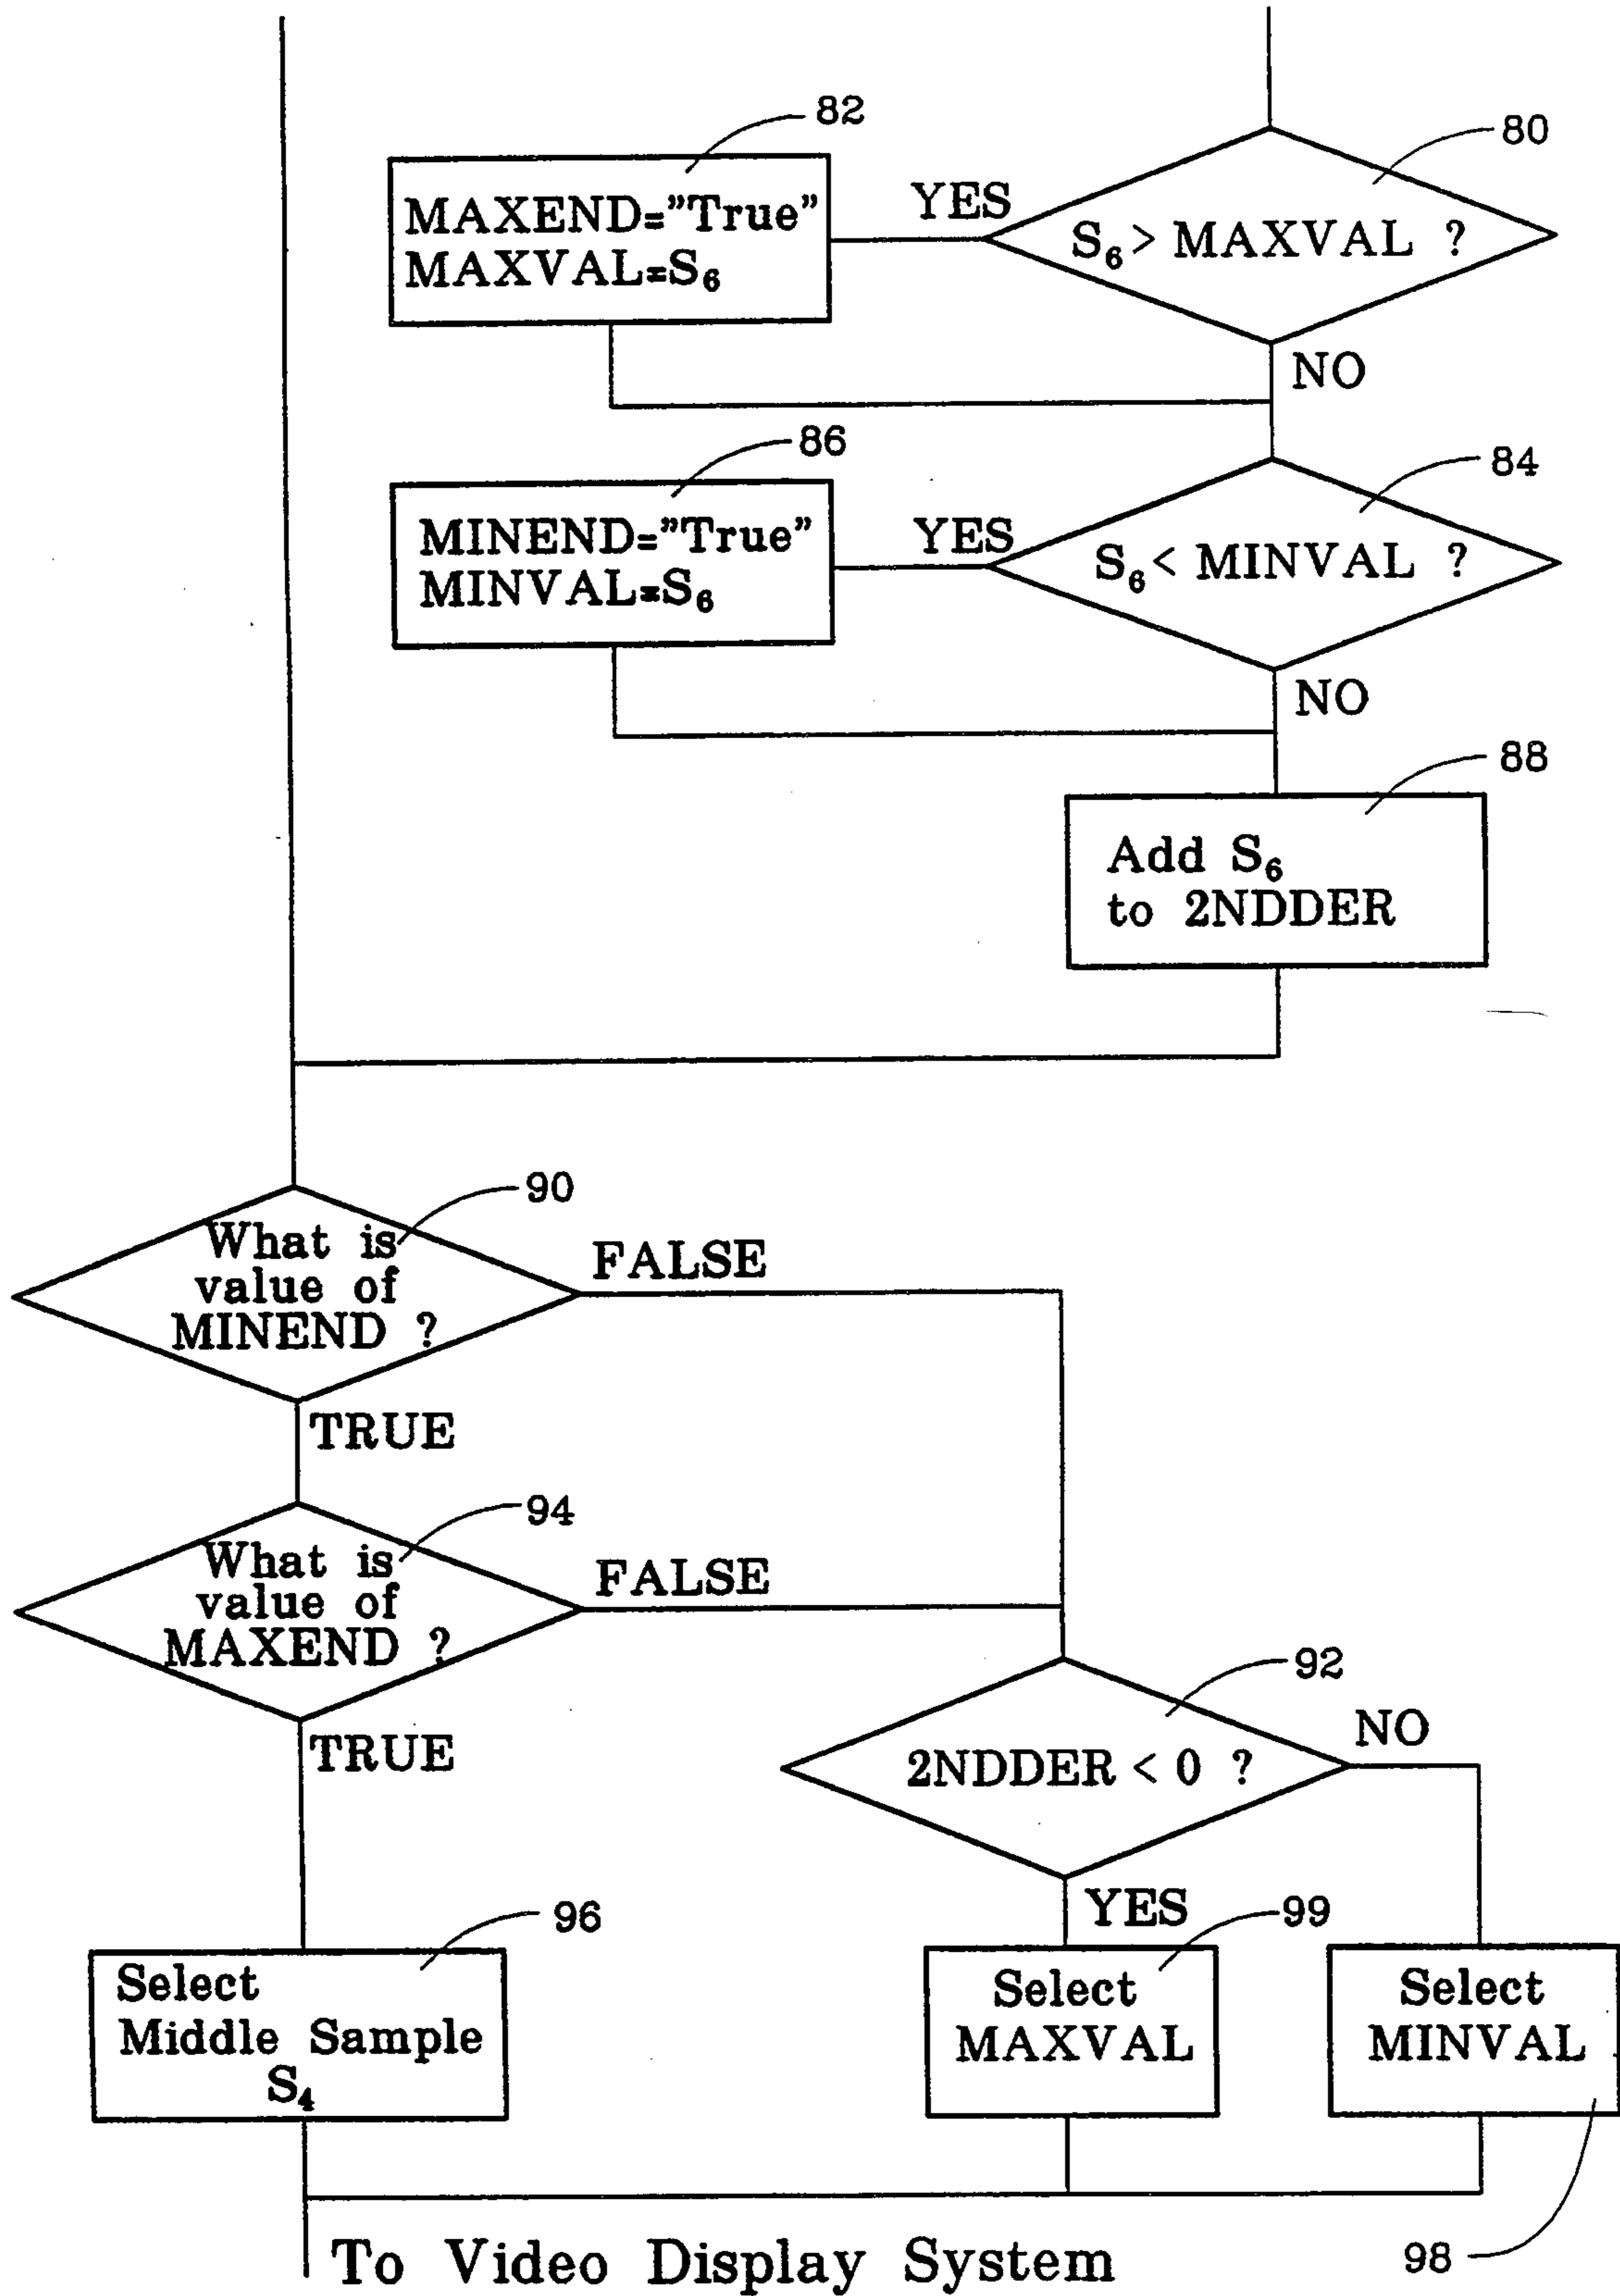 82
80
MAXEND="True"
MAXVAL=S₆
YES
S₆ > MAXVAL ?
NO
86
84
MINEND="True"
MINVAL=S₆
YES
S₆ < MINVAL ?
NO
88
Add S₆
to 2NDDER
90
What is
value of
MINEND ?
FALSE
TRUE
94
What is
value of
MAXEND ?
FALSE
TRUE
92
2NDDER < 0 ?
NO
YES
96
Select
Middle Sample
S₄
99
Select
MAXVAL
Select
MINVAL
98
To Video Display System